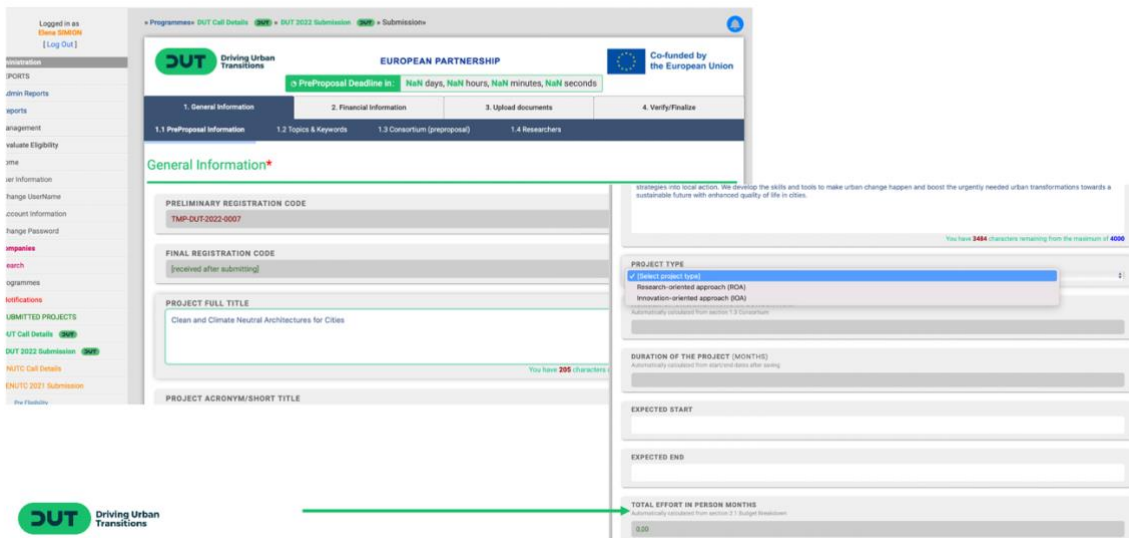 Logged in as
Elena SIMION
[ Log Out ]
ministration
EPORTS
dmin Reports
eports
anagement
valuate Eligibility
ome
ser Information
hange UserName
ccount Information
hange Password
ompanies
earch
ogrammes
otifications
UBMITTED PROJECTS
UT Call Details DUT
DUT 2022 Submission DUT
NUTC Call Details
ENUTC 2021 Submission
Pre Eligibility
» Programmes» DUT Call Details DUT » DUT 2022 Submission DUT » Submission»
DUT Driving Urban Transitions
EUROPEAN PARTNERSHIP
Co-funded by
the European Union
PreProposal Deadline in: NaN days, NaN hours, NaN minutes, NaN seconds
1. General Information 2. Financial Information 3. Upload documents 4. Verify/Finalize
1.1 PreProposal Information 1.2 Topics & Keywords 1.3 Consortium (preproposal) 1.4 Researchers
General Information*
PRELIMINARY REGISTRATION CODE
TMP-DUT-2022-0007
FINAL REGISTRATION CODE
[received after submitting]
PROJECT FULL TITLE
Clean and Climate Neutral Architectures for Cities
You have 205 characters
PROJECT ACRONYM/SHORT TITLE
strategies into local action. We develop the skills and tools to make urban change happen and boost the urgently needed urban transformations towards a
sustainable future with enhanced quality of life in cities.
You have 3484 characters remaining from the maximum of 4000
PROJECT TYPE
✓ [Select project type]
Research-oriented approach (ROA)
Innovation-oriented approach (IOA)
Automatically calculated from section 1.3 Consortium
DURATION OF THE PROJECT (MONTHS)
Automatically calculated from start/end dates after saving
EXPECTED START
EXPECTED END
TOTAL EFFORT IN PERSON MONTHS
Automatically calculated from section 2.1 Budget Breakdown
0.00
DUT Driving Urban
Transitions